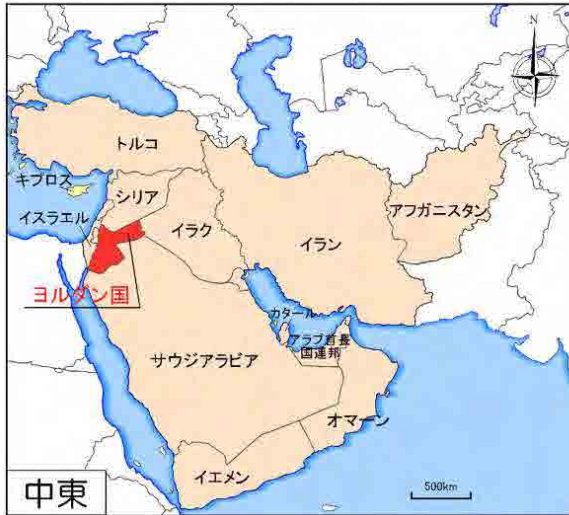 N
トルコ
キプロス
シリア
アフガニスタン
イスラエル
イラク
イラン
ヨルダン国
カタール
アラブ首長
国連邦
サウジアラビア
オマーン
イエメン
中東
500km